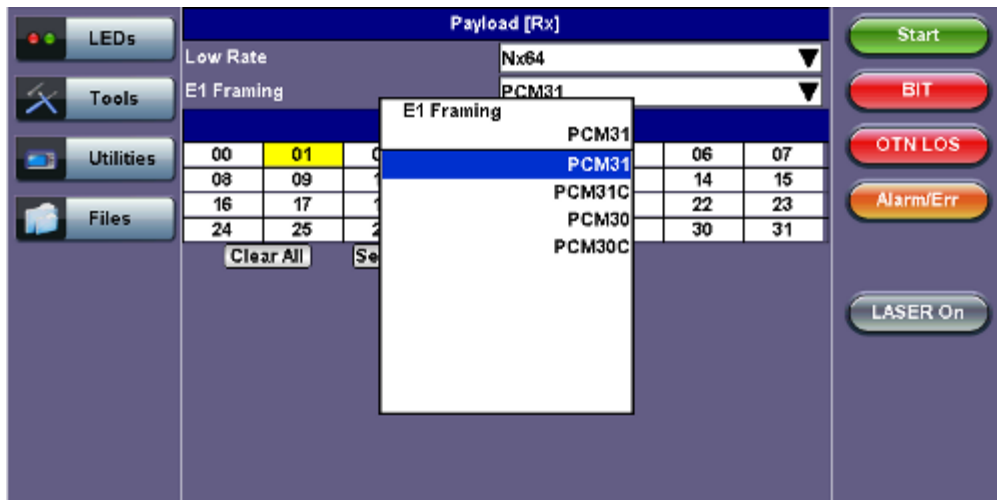 LEDs
Tools
Utilities
Files
Payload [Rx]
Low Rate Nx64
E1 Framing PCM31
00 01 06 07
08 09 14 15
16 17 22 23
24 25 30 31
Clear All
E1 Framing
PCM31
PCM31
PCM31C
PCM30
PCM30C
Start
BIT
OTN LOS
Alarm/Err
LASER On